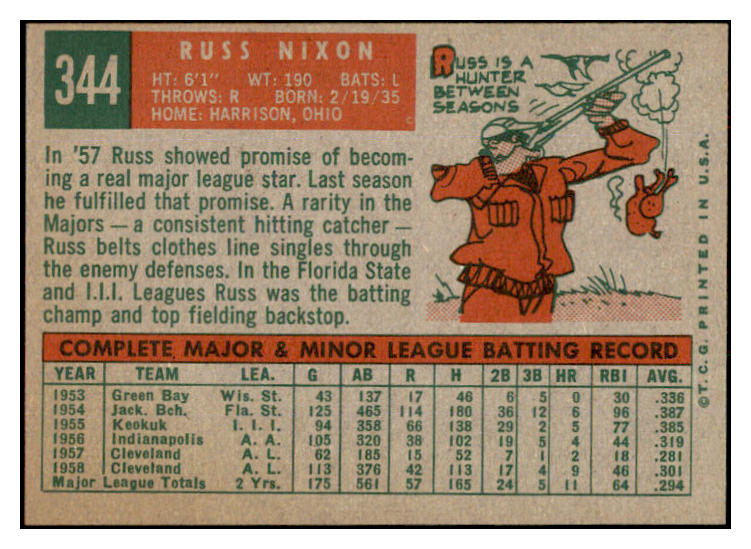 344
RUSS NIXON
HT: 6'1" WT: 190 BATS: L
THROWS: R BORN: 2/19/35
HOME: HARRISON, OHIO
C
RUSS IS A
HUNTER
BETWEEN
SEASONS
In '57 Russ showed promise of becom-
ing a real major league star. Last season
he fulfilled that promise. A rarity in the
Majors — a consistent hitting catcher —
Russ belts clothes line singles through
the enemy defenses. In the Florida State
and I.I.I. Leagues Russ was the batting
champ and top fielding backstop.
COMPLETE MAJOR & MINOR LEAGUE BATTING RECORD
YEAR TEAM LEA. G AB R H 2B 3B HR RBI AVG.
1953 Green Bay Wis. St. 43 137 17 46 6 5 0 30 .336
1954 Jack. Bch. Fla. St. 125 465 114 180 36 12 6 96 .387
1955 Keokuk I. I. I. 94 358 66 138 29 2 5 77 .385
1956 Indianapolis A. A. 105 320 38 102 19 5 4 44 .319
1957 Cleveland A. L. 62 185 15 52 7 1 2 18 .281
1958 Cleveland A. L. 113 376 42 113 17 4 9 46 .301
Major League Totals 2 Yrs. 175 561 57 165 24 5 11 64 .294
© T. C. G. PRINTED IN U.S.A.